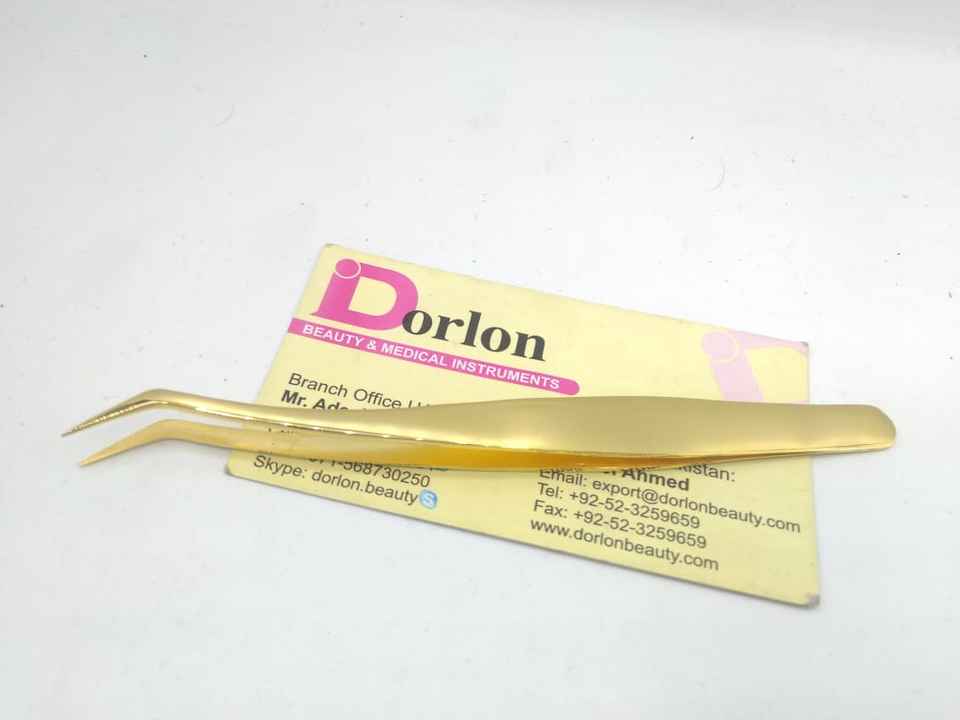 Dorlon
BEAUTY & MEDICAL INSTRUMENTS
Branch Office
Mr.
-568730250
Skype: dorlon.beauty
Ahmed
Email: export@dorlonbeauty.com
Tel: +92-52-3259659
Fax: +92-52-3259659
www.dorlonbeauty.com